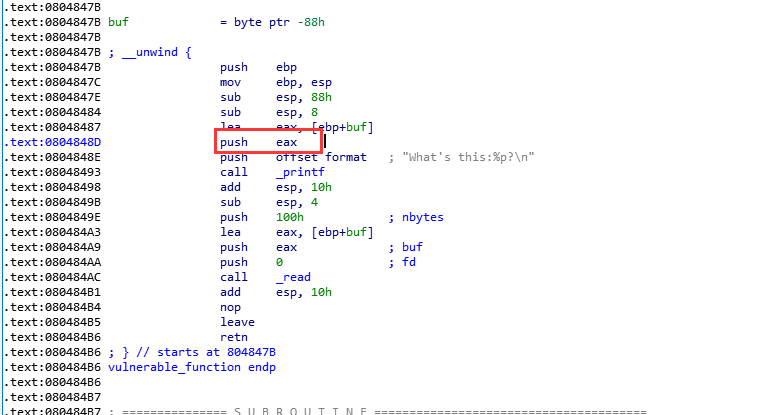 .text:0804847B
.text:0804847B buf = byte ptr -88h
.text:0804847B
.text:0804847B ; __unwind {
.text:0804847B push ebp
.text:0804847C mov ebp, esp
.text:0804847E sub esp, 88h
.text:08048484 sub esp, 8
.text:08048487 lea eax, [ebp+buf]
.text:0804848D push eax
.text:0804848E push offset format ; "What's this:%p?\n"
.text:08048493 call _printf
.text:08048498 add esp, 10h
.text:0804849B sub esp, 4
.text:0804849E push 100h ; nbytes
.text:080484A3 lea eax, [ebp+buf]
.text:080484A9 push eax ; buf
.text:080484AA push 0 ; fd
.text:080484AC call _read
.text:080484B1 add esp, 10h
.text:080484B4 nop
.text:080484B5 leave
.text:080484B6 retn
.text:080484B6 ; } // starts at 804847B
.text:080484B6 vulnerable_function endp
.text:080484B6
.text:080484B7
.text:080484B7 ; =============== S U B R O U T I N E =======================================